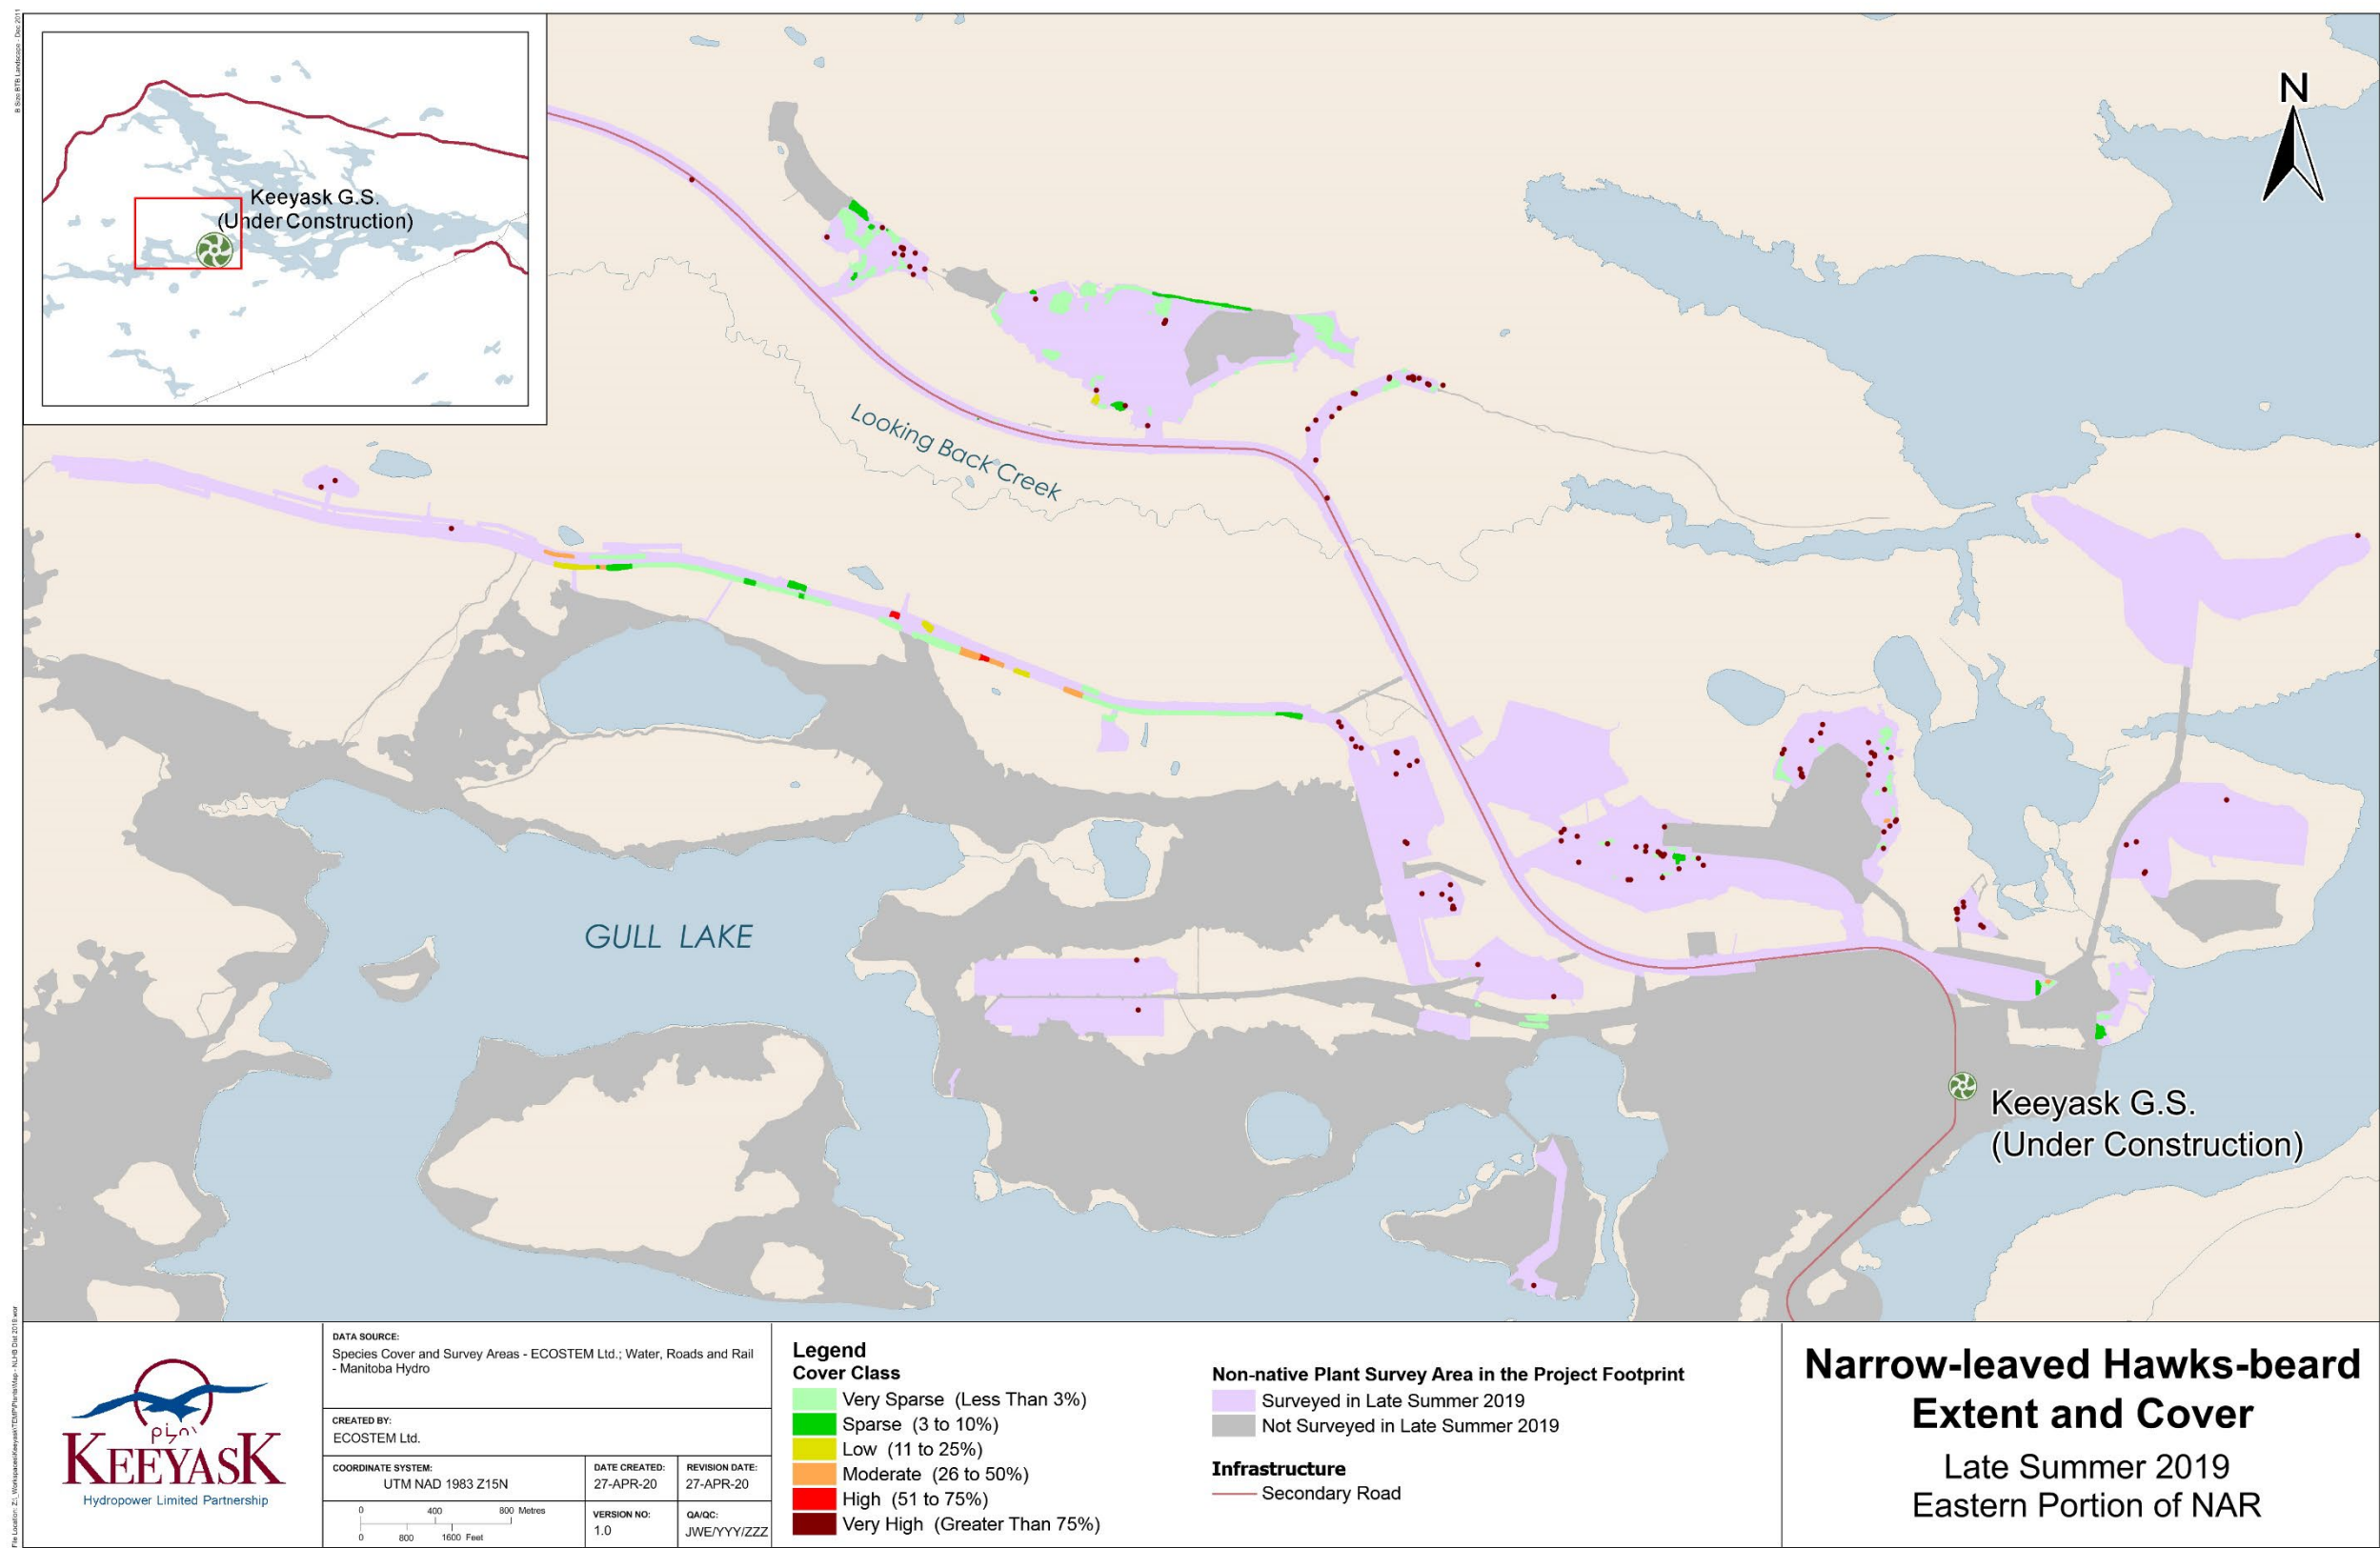 B Size BTB Landscape - Dec 2011
Keeyask G.S.
(Under Construction)
N
Looking Back Creek
GULL LAKE
Keeyask G.S.
(Under Construction)
KEEYASK
Hydropower Limited Partnership
DATA SOURCE:
Species Cover and Survey Areas - ECOSTEM Ltd.; Water, Roads and Rail
- Manitoba Hydro
CREATED BY:
ECOSTEM Ltd.
COORDINATE SYSTEM:
UTM NAD 1983 Z15N
DATE CREATED:
27-APR-20
REVISION DATE:
27-APR-20
0 400 800 Metres
0 800 1600 Feet
VERSION NO:
1.0
QA/QC:
JWE/YYY/ZZZ
Legend
Cover Class
Very Sparse (Less Than 3%)
Sparse (3 to 10%)
Low (11 to 25%)
Moderate (26 to 50%)
High (51 to 75%)
Very High (Greater Than 75%)
Non-native Plant Survey Area in the Project Footprint
Surveyed in Late Summer 2019
Not Surveyed in Late Summer 2019
Infrastructure
Secondary Road
Narrow-leaved Hawks-beard
Extent and Cover
Late Summer 2019
Eastern Portion of NAR